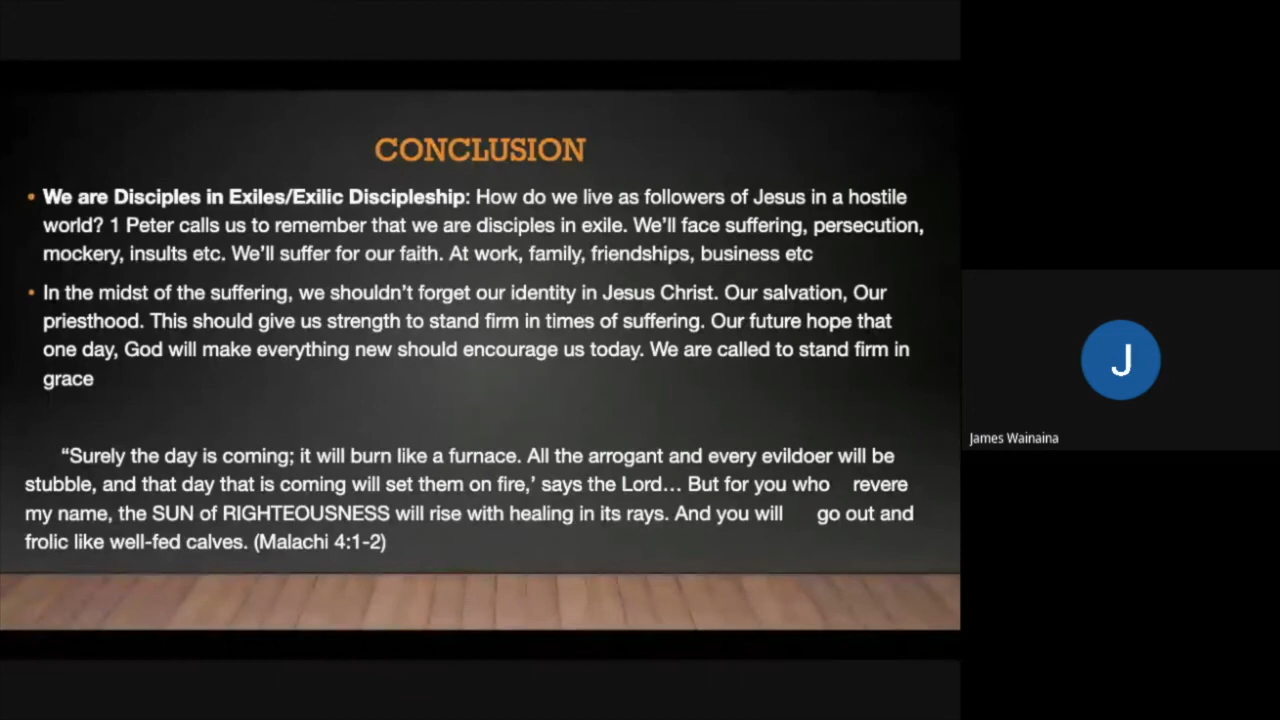 CONCLUSION
• We are Disciples in Exiles/Exilic Discipleship: How do we live as followers of Jesus in a hostile
world? 1 Peter calls us to remember that we are disciples in exile. We’ll face suffering, persecution,
mockery, insults etc. We’ll suffer for our faith. At work, family, friendships, business etc
• In the midst of the suffering, we shouldn’t forget our identity in Jesus Christ. Our salvation, Our
priesthood. This should give us strength to stand firm in times of suffering. Our future hope that
one day, God will make everything new should encourage us today. We are called to stand firm in
grace
“Surely the day is coming; it will burn like a furnace. All the arrogant and every evildoer will be
stubble, and that day that is coming will set them on fire,’ says the Lord… But for you who revere
my name, the SUN of RIGHTEOUSNESS will rise with healing in its rays. And you will go out and
frolic like well-fed calves. (Malachi 4:1-2)
J
James Wainaina